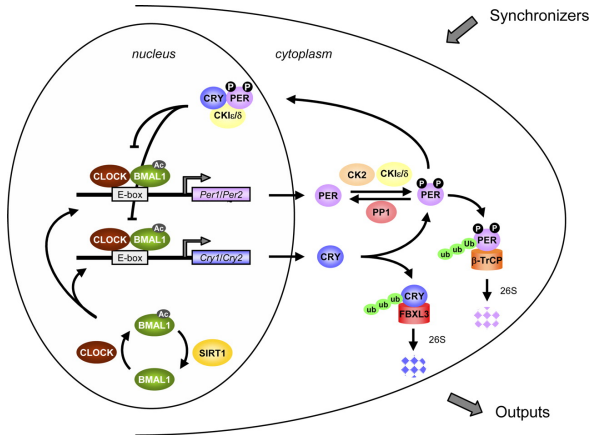 Synchronizers
nucleus
cytoplasm
P P
CRY PER
CKIε/δ
Ac
CLOCK BMAL1
E-box
Per1/Per2
PER
CK2 CKIε/δ
PP1
P P
PER
P P
PER
ub ub Ub
β-TrCP
26S
Ac
CLOCK BMAL1
E-box
Cry1/Cry2
CRY
ub ub ub
CRY
FBXL3
26S
Ac
BMAL1
CLOCK
SIRT1
BMAL1
Outputs